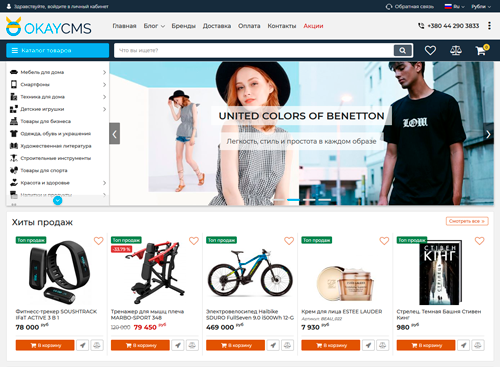 Здравствуйте, войдите в личный кабинет
Обратная связь
Ru
Рубли
OKAYCMS
Главная Блог Бренды Доставка Оплата Контакты Акции
+380 44 290 3833
Каталог товаров
Что вы ищете?
0
Мебель для дома
Смартфоны
Техника для дома
Детские игрушки
Товары для бизнеса
Одежда, обувь и украшения
Художественная литература
Строительные инструменты
Товары для спорта
Красота и здоровье
UNITED COLORS OF BENETTON
Легкость, стиль и простота в каждом образе
LOW
Хиты продаж
Смотреть все
Топ продаж
Фитнес-трекер SOUSHTRACK iFaT ACTIVE 3 В 1
78 000 руб
В корзину
Топ продаж
-33.79 %
Тренажер для мышц плеча MARBO-SPORT 348
120 000 79 450 руб
В корзину
Топ продаж
Электровелосипед Haibike SDURO FullSeven 9.0 i500Wh 12-G
469 000 руб
В корзину
Топ продаж
Крем для лица ESTEE LAUDER
Артикул: BEAU_002
7 930 руб
В корзину
Топ продаж
СТІВЕН
КІНГ
Стрелец. Темная Башня Стивен Кинг
980 руб
В корзину